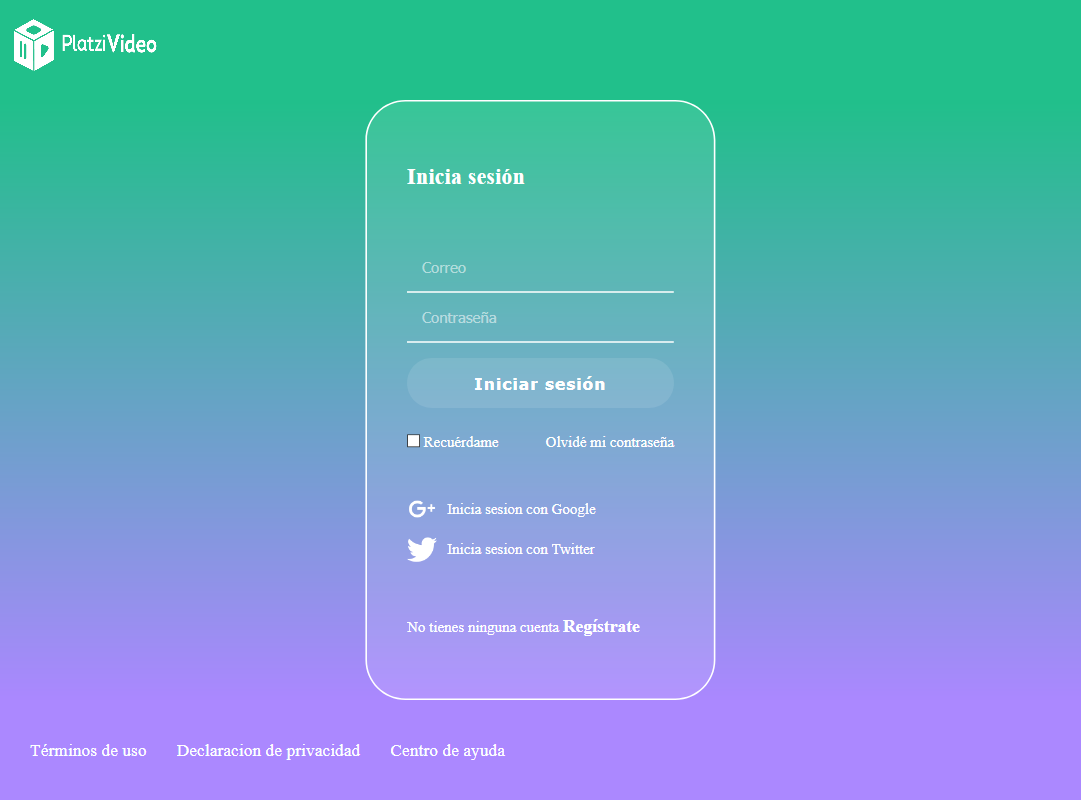 PlatziVideo
Inicia sesión
Correo
Contraseña
Iniciar sesión
Recuérdame Olvidé mi contraseña
Inicia sesion con Google
Inicia sesion con Twitter
No tienes ninguna cuenta Regístrate
Términos de uso Declaracion de privacidad Centro de ayuda